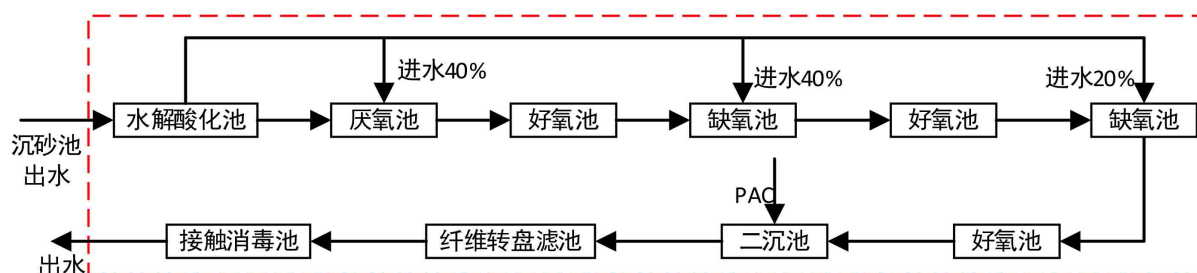 进水40%
进水40%
进水20%
水解酸化池
厌氧池
好氧池
缺氧池
好氧池
缺氧池
沉砂池
出水
PAC
接触消毒池
纤维转盘滤池
二沉池
好氧池
出水